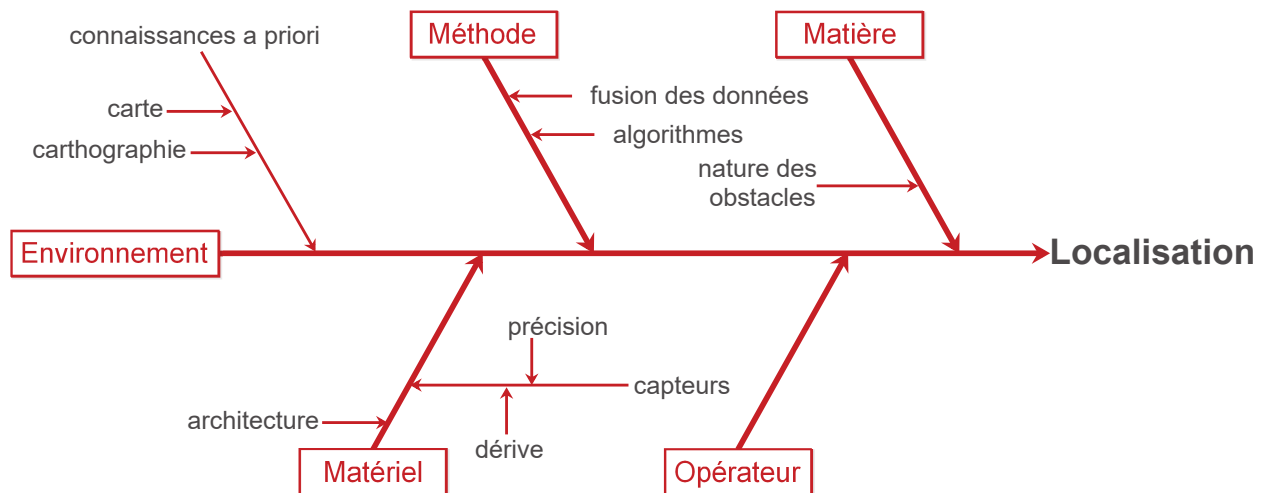 connaissances a priori
Méthode
Matière
carte
fusion des données
carthographie
algorithmes
nature des
obstacles
Environnement
Localisation
précision
capteurs
architecture
dérive
Matériel
Opérateur